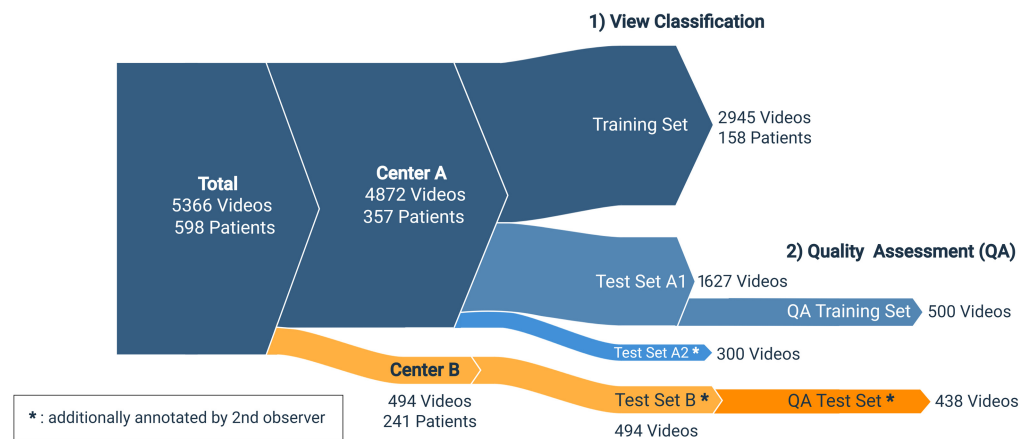 1) View Classification
Training Set
2945 Videos
158 Patients
Total
5366 Videos
598 Patients
Center A
4872 Videos
357 Patients
2) Quality Assessment (QA)
Test Set A1
1627 Videos
QA Training Set
500 Videos
Test Set A2 *
300 Videos
Center B
494 Videos
241 Patients
Test Set B *
494 Videos
QA Test Set *
438 Videos
* : additionally annotated by 2nd observer